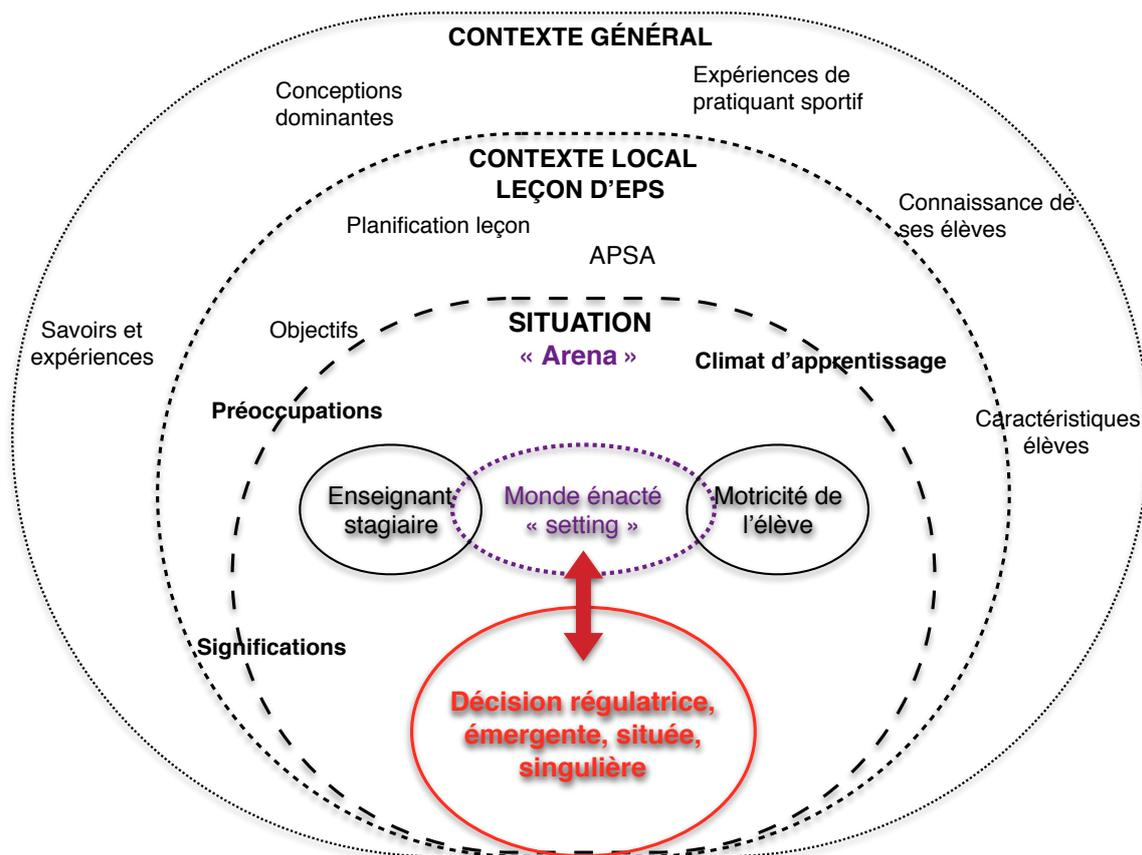 CONTEXTE GÉNÉRAL
Conceptions
dominantes
Expériences de
pratiquant sportif
CONTEXTE LOCAL
LEÇON D’EPS
Planification leçon
APSA
Connaissance de
ses élèves
Savoirs et
expériences
Objectifs
SITUATION
« Arena »
Climat d’apprentissage
Préoccupations
Caractéristiques
élèves
Enseignant
stagiaire
Monde énacté
« setting »
Motricité de
l’élève
Significations
Décision régulatrice,
émergente, située,
singulière